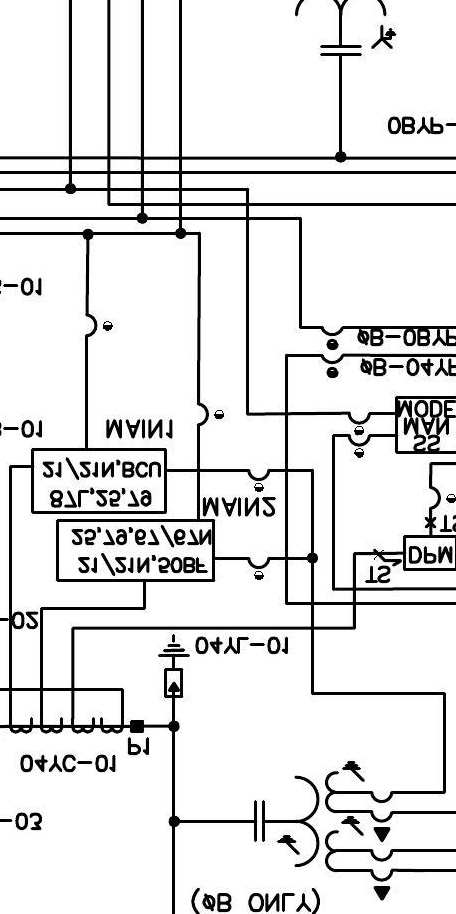 0BYP-
-01
ØB-0BYP
ØB-04YP
MODE
MAN
SS
-01
MAIN1
21/21N,BCU
87L,25,79
MAIN2
TS
25,79,67/67N
21/21N,50BF
DPM
TS
-02
04YL-01
P1
04YC-01
-03
(ØB ONLY)